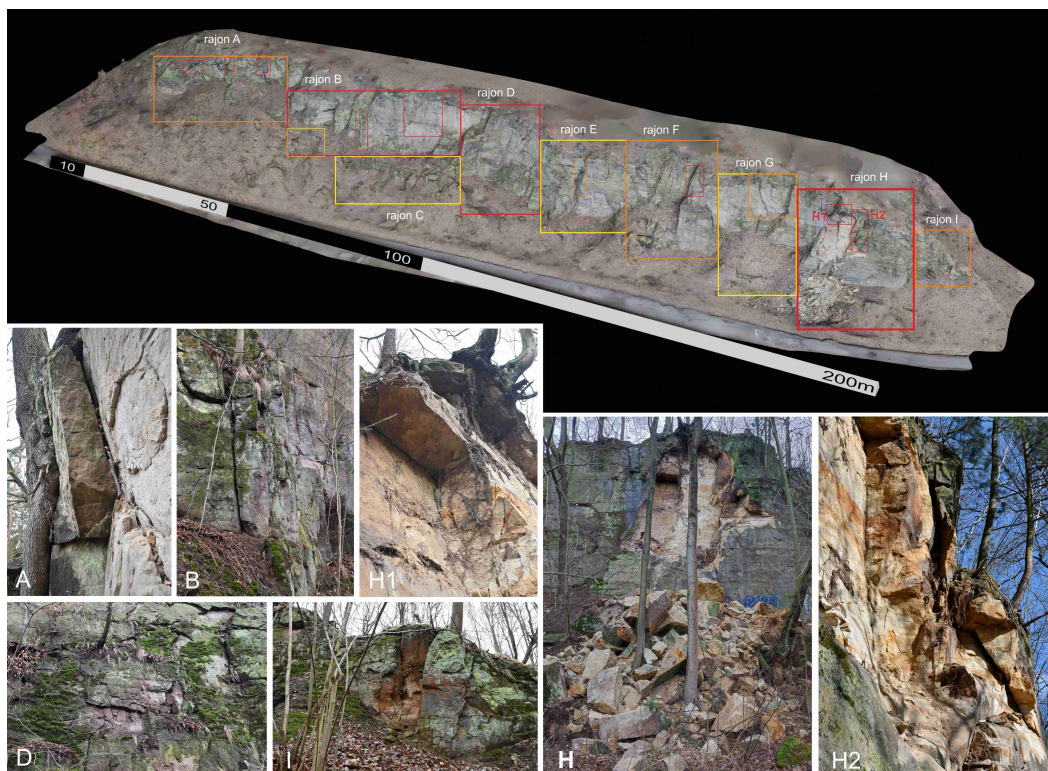 rajon A
rajon B
rajon D
rajon E
rajon F
rajon G
rajon H
H1
H2
rajon I
rajon C
10
50
100
200m
A
B
H1
D
I
H
H2